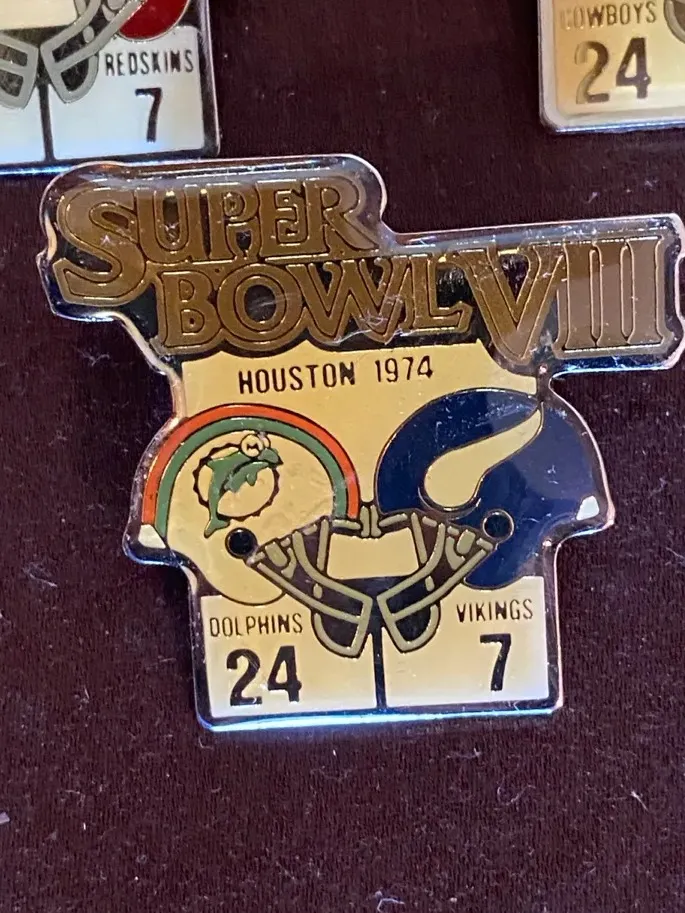 REDSKINS
7
COWBOYS
24
SUPER
BOWL VIII
HOUSTON 1974
M
DOLPHINS
24
VIKINGS
7